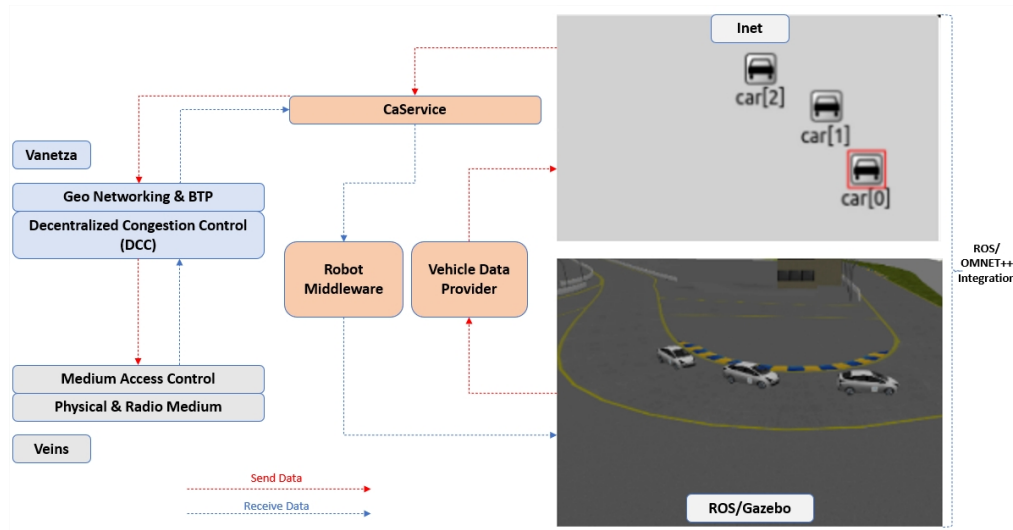 Inet
car[2]
car[1]
car[0]
CaService
Vanetza
Geo Networking & BTP
Decentralized Congestion Control
(DCC)
Robot
Middleware
Vehicle Data
Provider
ROS/
OMNET++
Integration
Medium Access Control
Physical & Radio Medium
Veins
Send Data
Receive Data
ROS/Gazebo